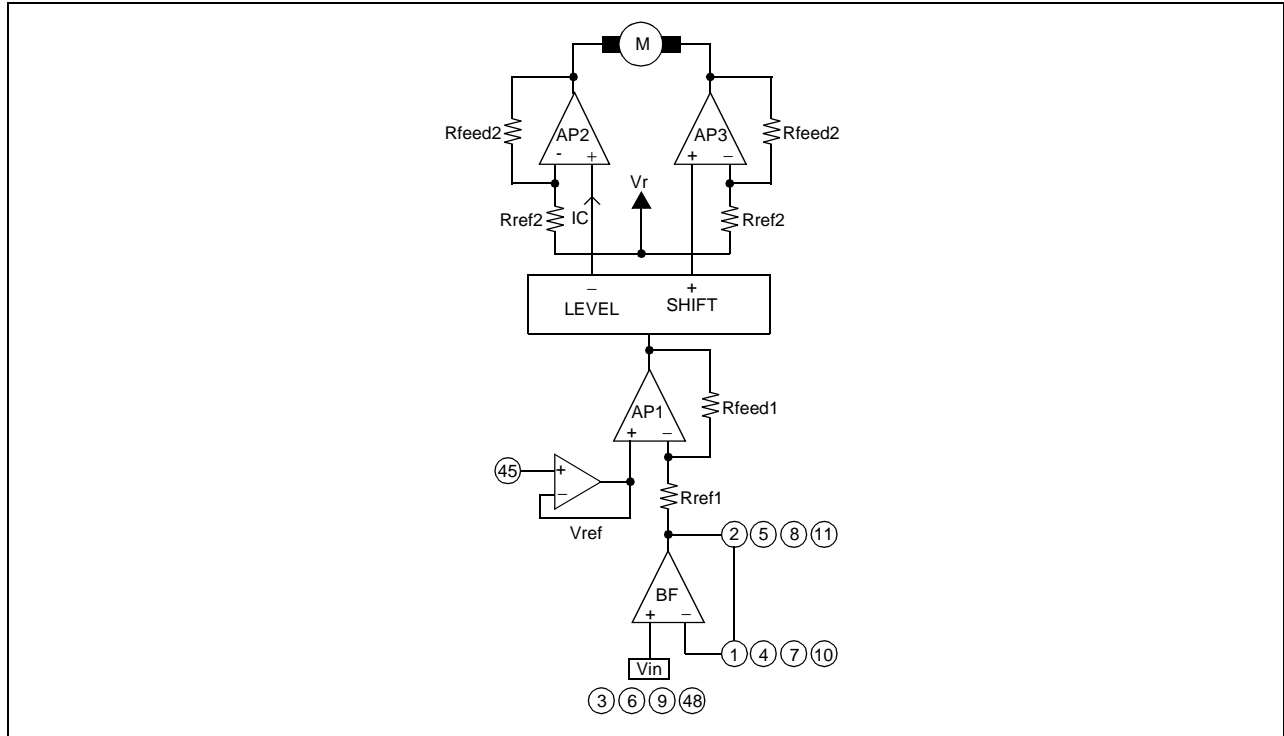 M
Rfeed2
AP2
AP3
Rfeed2
- +
+ −
Vr
Rref2
IC
Rref2
− +
LEVEL SHIFT
AP1
Rfeed1
+ −
45
+
−
Rref1
Vref
2 5 8 11
BF
+ −
Vin
1 4 7 10
3 6 9 48